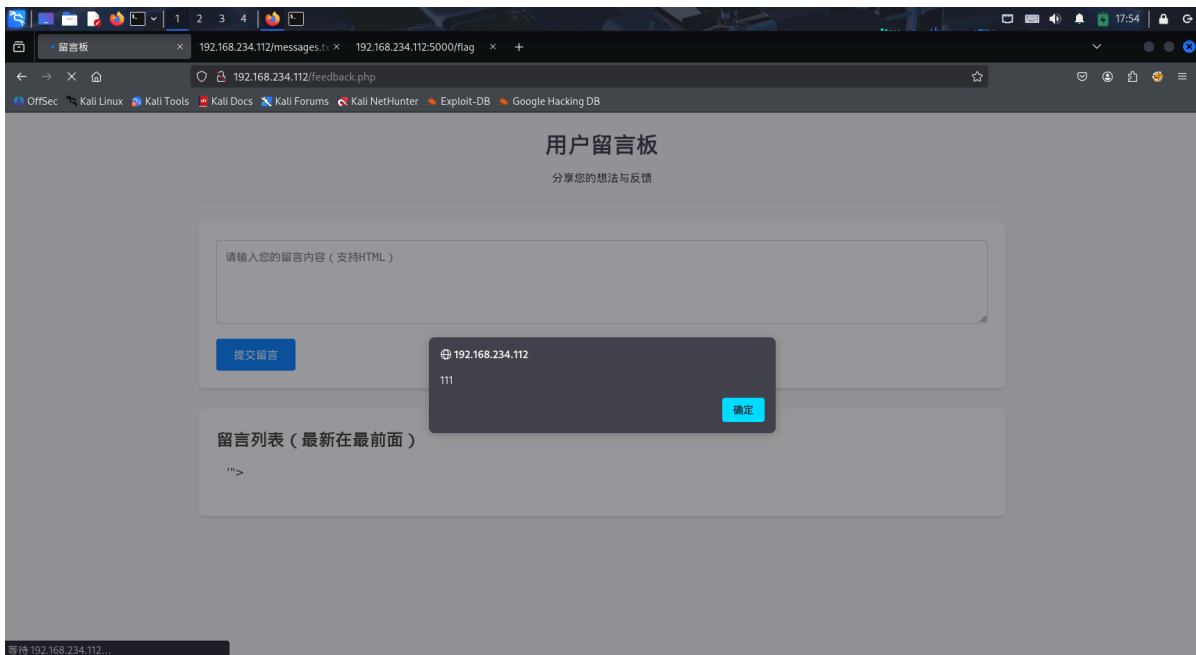 1 2 3 4 17:54
留言板 192.168.234.112/messages.tx 192.168.234.112:5000/flag
192.168.234.112/feedback.php
OffSec Kali Linux Kali Tools Kali Docs Kali Forums Kali NetHunter Exploit-DB Google Hacking DB
用户留言板
分享您的想法与反馈
请输入您的留言内容（支持HTML）
提交留言
192.168.234.112
111
确定
留言列表（最新在最前面）
'">
等待 192.168.234.112...